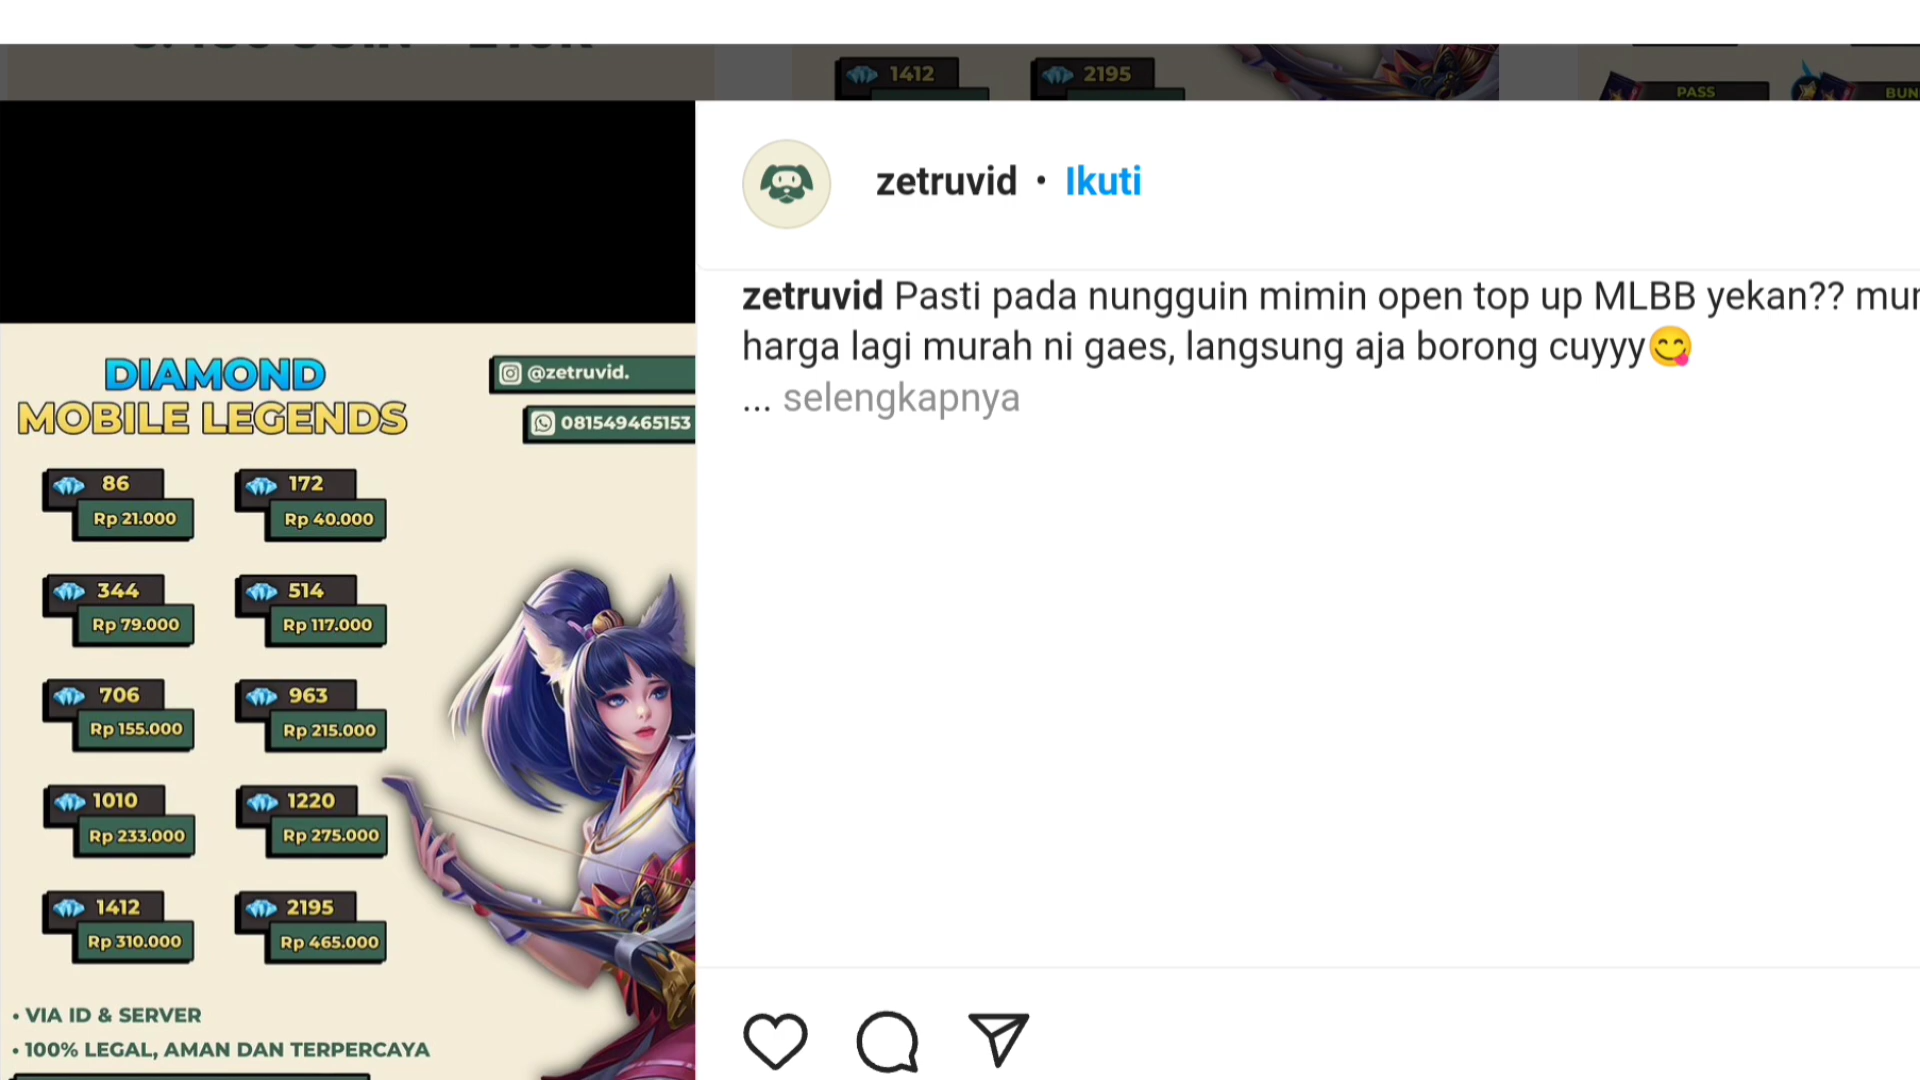 1412
2195
PASS
zetruvid • Ikuti
zetruvid Pasti pada nungguin mimin open top up MLBB yekan??
harga lagi murah ni gaes, langsung aja borong cuyyy😋
... selengkapnya
DIAMOND
MOBILE LEGENDS
@zetruvid.
081549465153
86
Rp 21.000
172
Rp 40.000
344
Rp 79.000
514
Rp 117.000
706
Rp 155.000
963
Rp 215.000
1010
Rp 233.000
1220
Rp 275.000
1412
Rp 310.000
2195
Rp 465.000
• VIA ID & SERVER
• 100% LEGAL, AMAN DAN TERPERCAYA